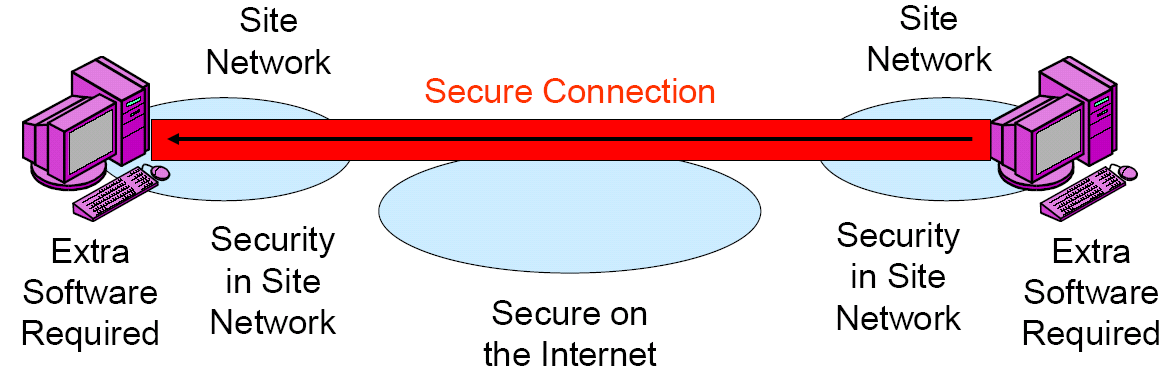 Site
Network
Site
Network
Secure Connection
Extra
Software
Required
Security
in Site
Network
Secure on
the Internet
Security
in Site
Network
Extra
Software
Required